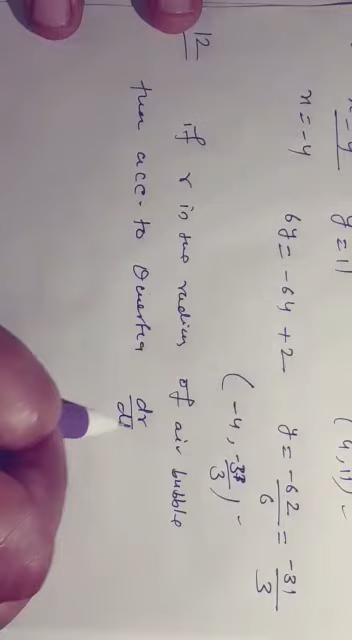 x = 4 y = 11 (4, 11)
x = -4 6y = -64 + 2 y = -62/6 = -31/3
(-4, -31/3)
12 if r is the radius of air bubble
then acc. to Question dr/dt